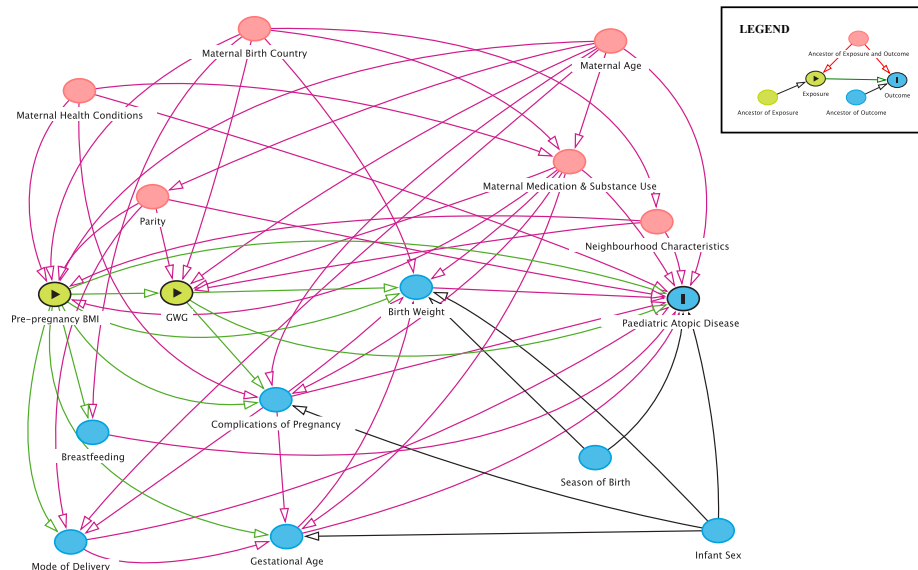 LEGEND
Ancestor of Exposure and Outcome
Exposure
Outcome
Ancestor of Exposure
Ancestor of Outcome
Maternal Birth Country
Maternal Age
Maternal Health Conditions
Maternal Medication & Substance Use
Parity
Neighbourhood Characteristics
Pre-pregnancy BMI
GWG
Birth Weight
Paediatric Atopic Disease
Complications of Pregnancy
Breastfeeding
Season of Birth
Infant Sex
Gestational Age
Mode of Delivery